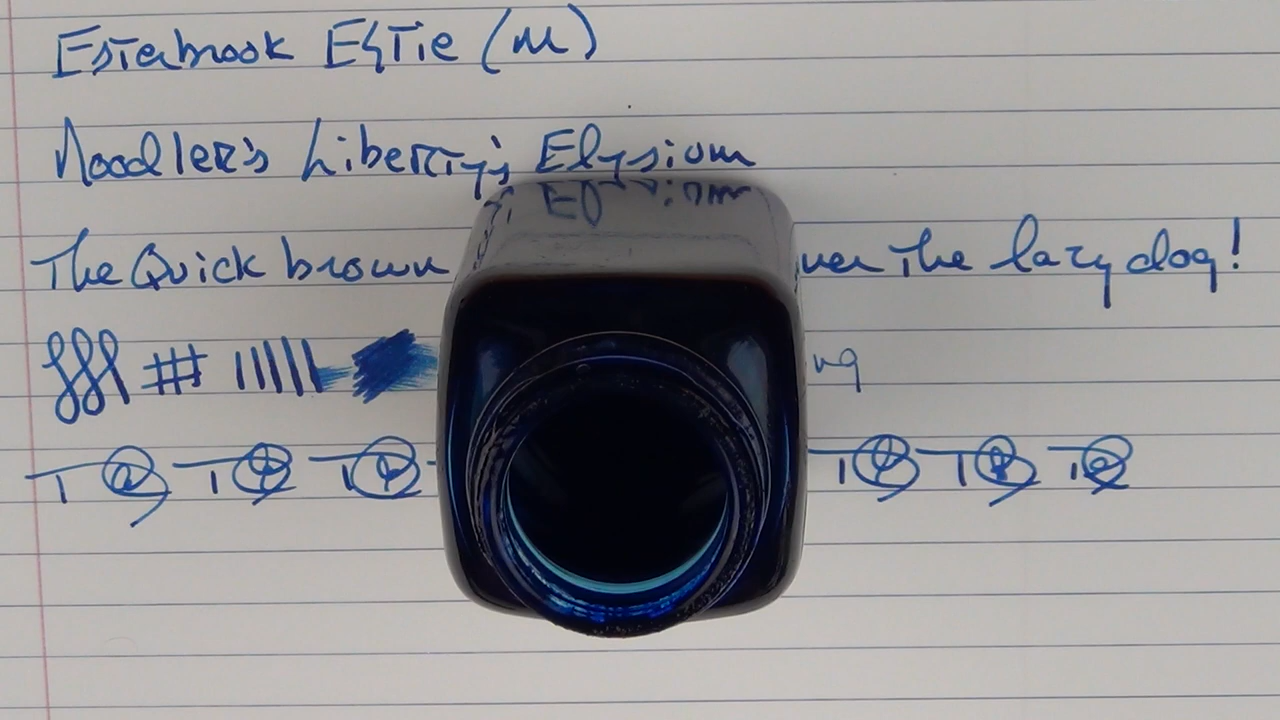 Esterbrook Estie (M)
Noodler's Liberty's Elysium
The Quick brown over the lazy dog!